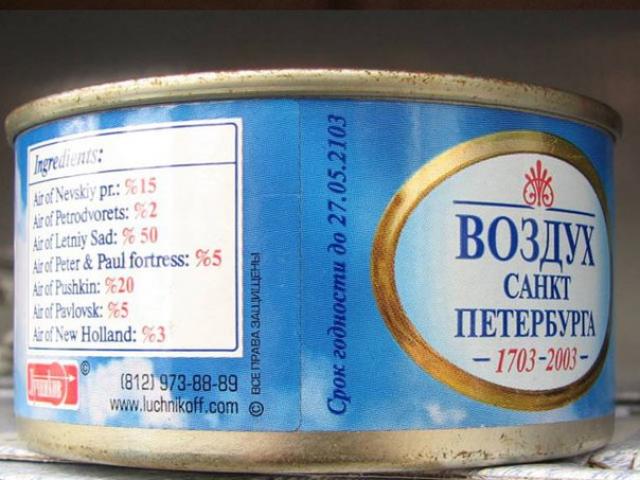 Ingredients:
Air of Nevskiy pr.: %15
Air of Petrodvorets: %2
Air of Letniy Sad: % 50
Air of Peter & Paul fortress: %5
Air of Pushkin: %20
Air of Pavlovsk: %5
Air of New Holland: %3
Лучников ©
(812) 973-88-89
www.luchnikoff.com ©
ВСЕ ПРАВА ЗАЩИЩЕНЫ
Срок годности до 27.05.2103
ВОЗДУХ
САНКТ
ПЕТЕРБУРГА
- 1703-2003 -